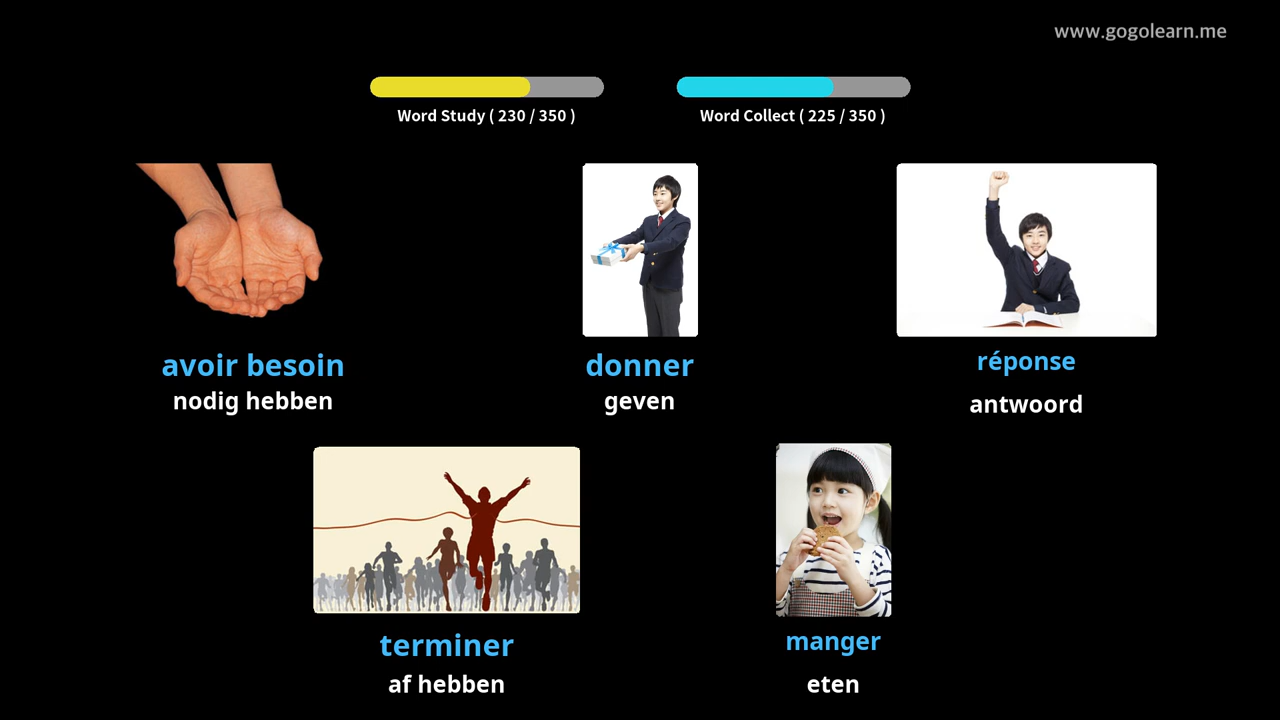 www.gogolearn.me
Word Study ( 230 / 350 )
Word Collect ( 225 / 350 )
avoir besoin
nodig hebben
donner
geven
réponse
antwoord
terminer
af hebben
manger
eten